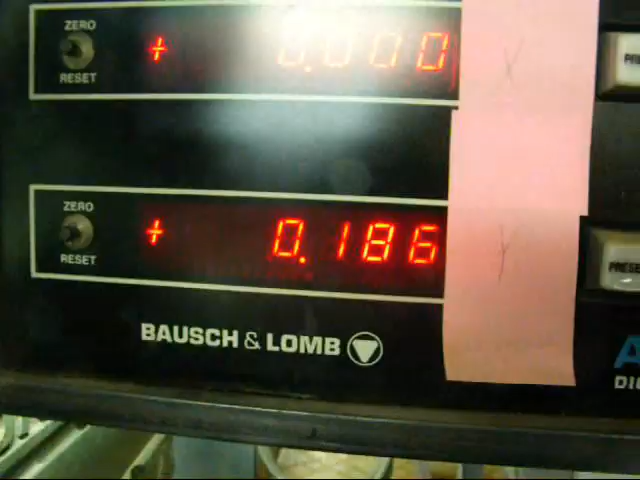 ZERO
+ 0.000 X
RESET
ZERO
+ 0.186 Y
RESET
BAUSCH & LOMB